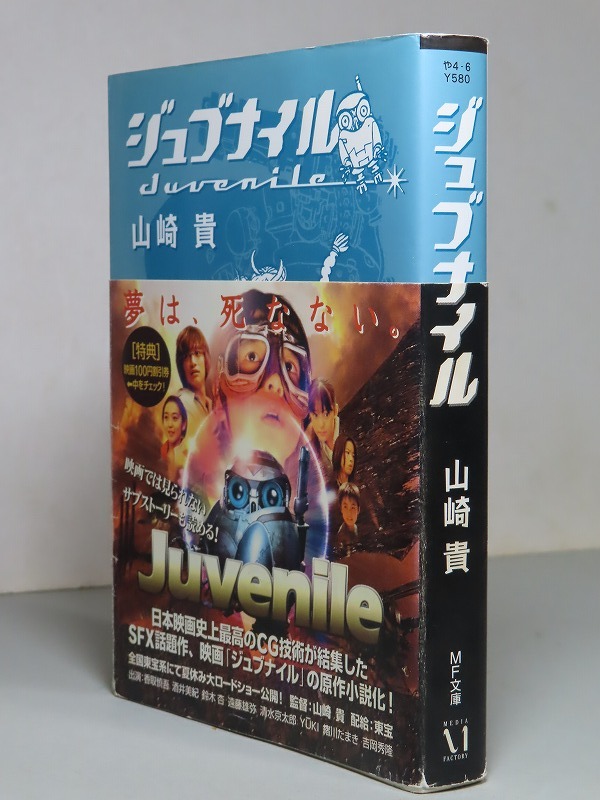 ジュブナイル
Juvenile
山崎 貴
夢は、死なない。
［特典］
映画100円割引券
⬅中をチェック！
映画では見られない
サブストーリーも読める！
Juvenile
日本映画史上最高のCG技術が結集した
SFX話題作、映画「ジュブナイル」の原作小説化！
全国東宝系にて夏休み大ロードショー公開！ 監督：山崎 貴 配給：東宝
出演：香取慎吾 酒井美紀 鈴木 杏 遠藤雄弥 清水京太郎 YUKI 鄒川たまき 吉岡秀隆
や4-6
Y580
ジュブナイル
山崎 貴
MF文庫
MEDIA
FACTORY